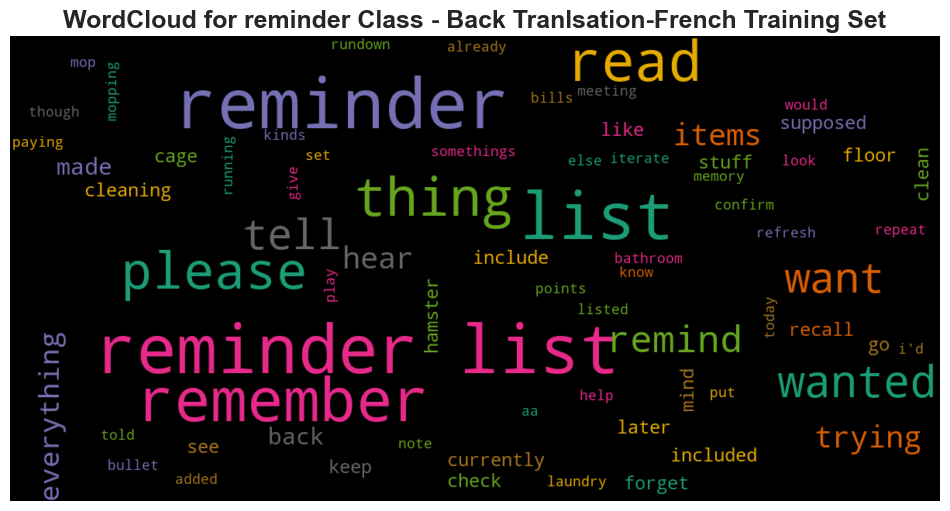 WordCloud for reminder Class - Back Tranlsation-French Training Set
rundown
already
read
mop
mopping
reminder
bills
meeting
though
would
supposed
paying
kinds
like
items
made
cage
running
set
somethings
else
iterate
stuff
look
floor
clean
cleaning
give
memory
thing
list
confirm
tell
hear
refresh
repeat
please
play
include
bathroom
know
want
points
hamster
listed
today
everything
reminder list
remind
recall
go
i'd
remember
aa
help
mind
put
wanted
told
see
back
note
later
trying
bullet
added
keep
currently
check
laundry
included
forget